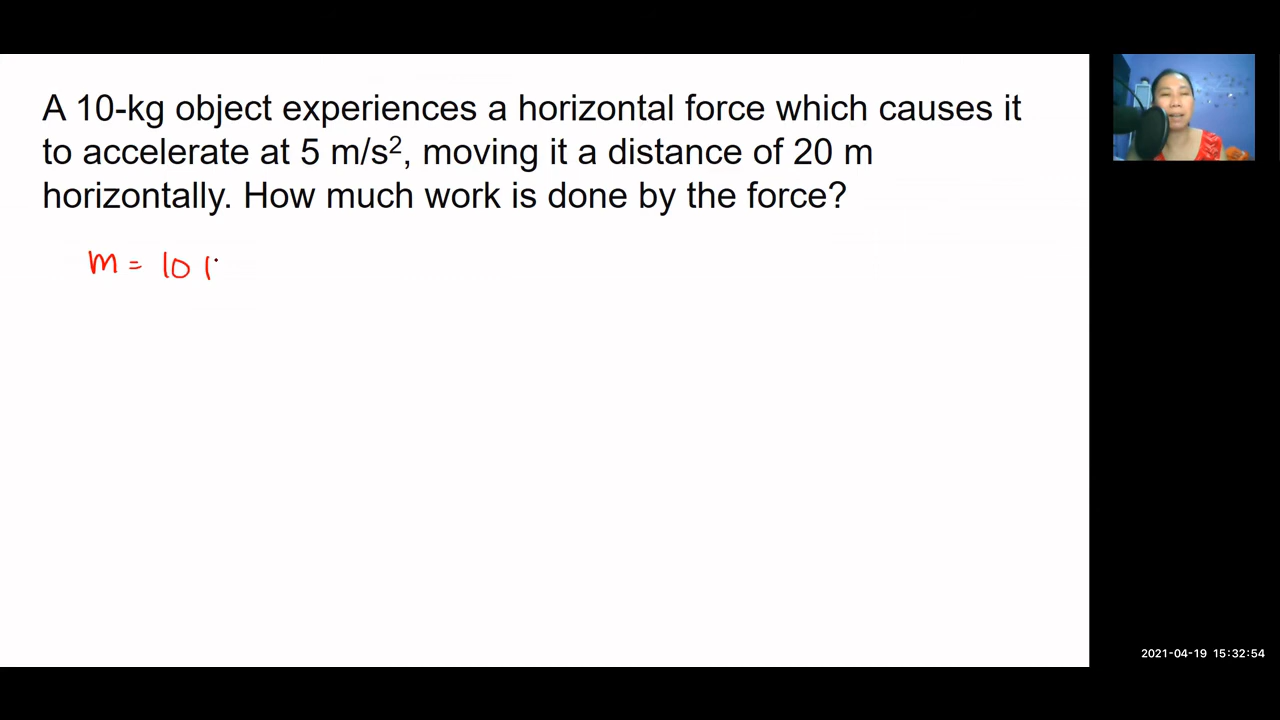 A 10-kg object experiences a horizontal force which causes it
to accelerate at 5 m/s², moving it a distance of 20 m
horizontally. How much work is done by the force?
m = 10
2021-04-19 15:32:54